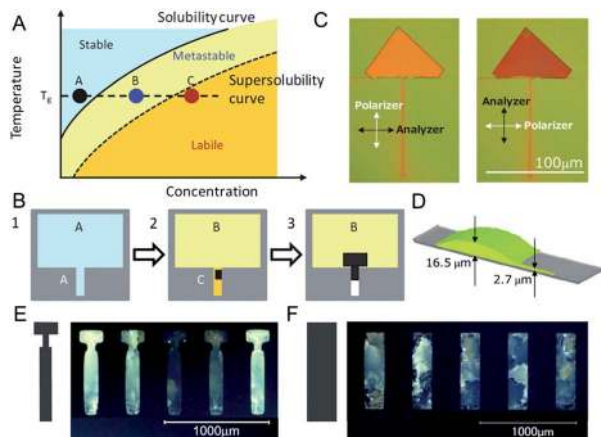 A
Solubility curve
Stable
Metastable
A
B
C
Supersolubility
curve
TE
Labile
Temperature
Concentration
B
1
A
A
2
B
C
3
B
C
Polarizer
Analyzer
Analyzer
Polarizer
100μm
D
16.5 μm
2.7 μm
E
1000μm
F
1000μm